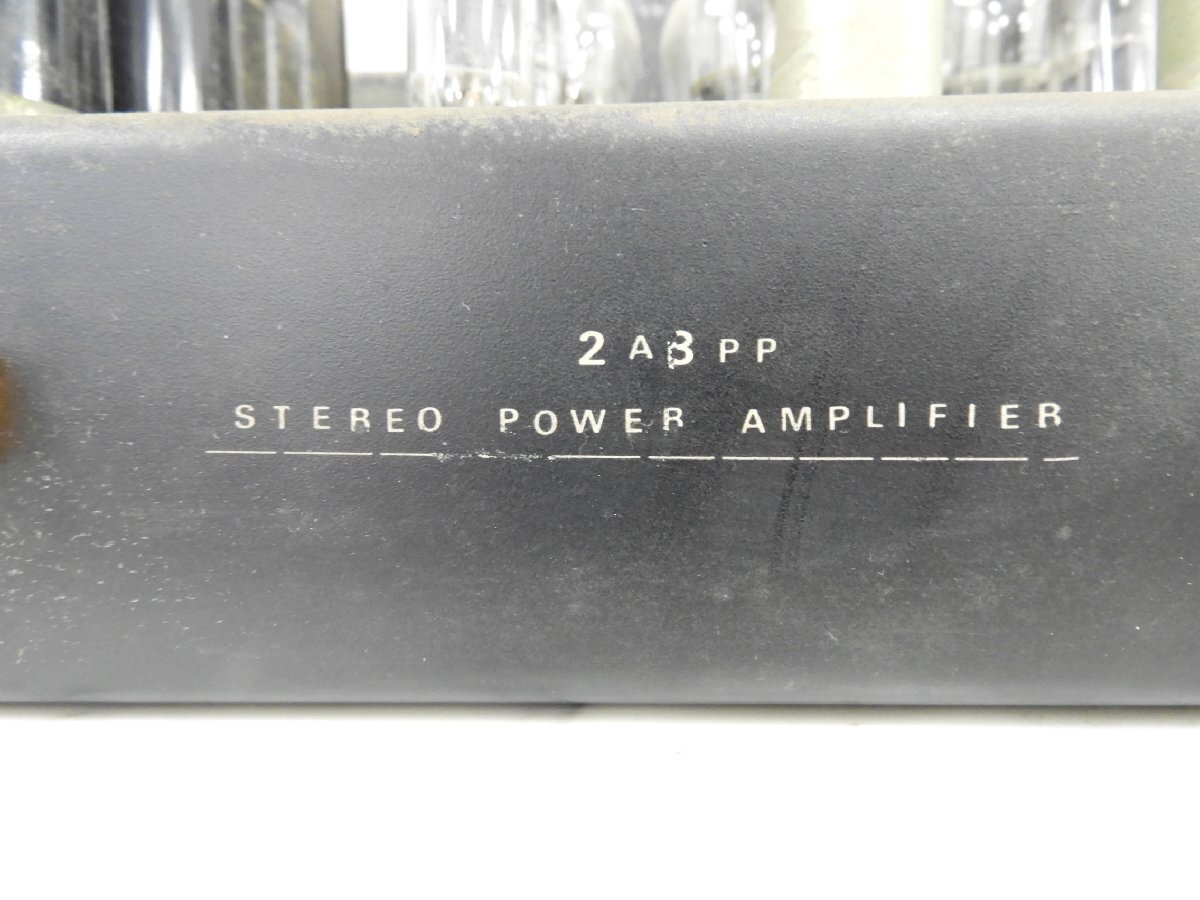 2A3PP
STEREO POWER AMPLIFIER